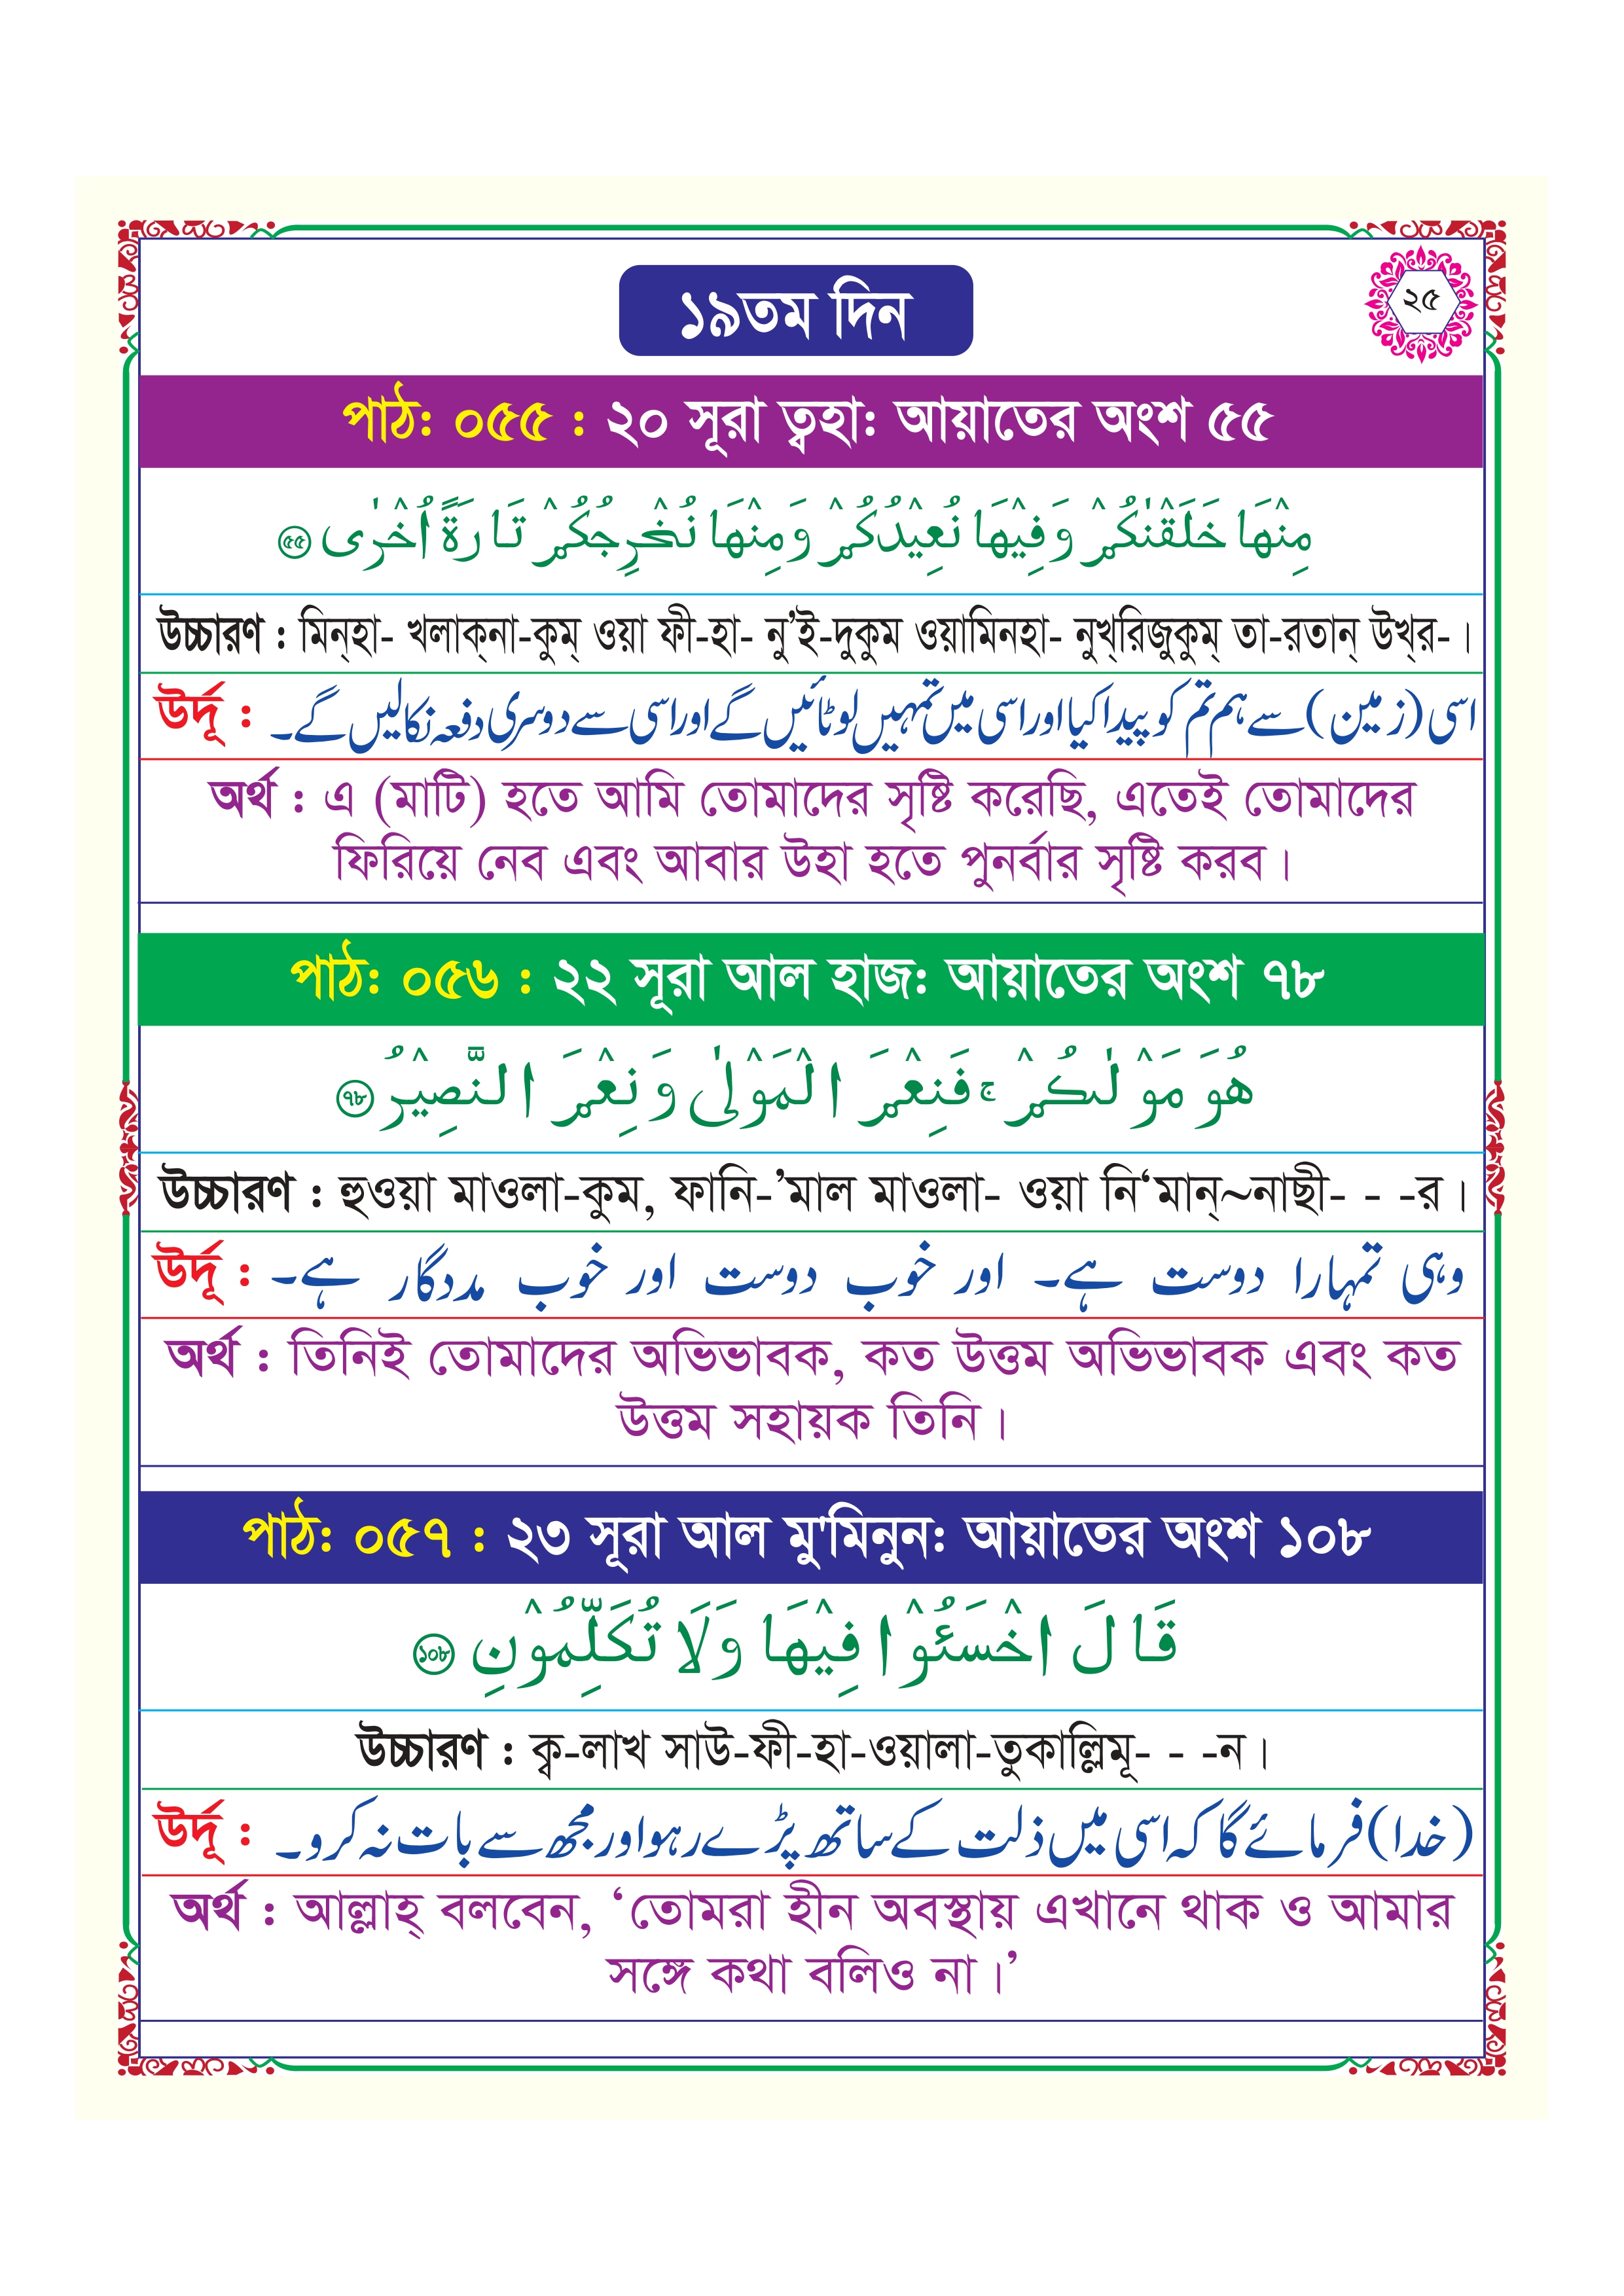 ১৯তম দিন
২৫
পাঠ: ০৫৫ : ২০ সূরা ত্বহা: আয়াতের অংশ ৫৫
مِنْهَا خَلَقْنٰكُمْ وَفِيْهَا نُعِيْدُكُمْ وَمِنْهَا نُخْرِجُكُمْ تَارَةً اُخْرٰى ৫৫
উচ্চারণ : মিন্‌হা- খলাক্‌না-কুম্‌ ওয়া ফী-হা- নু’ই-দুকুম ওয়ামিনহা- নুখ্‌রিজুকুম্‌ তা-রতান্‌ উখ্‌র-।
উর্দূ : اسی (زمین) سے ہم تم کو پیدا کیا اور اسی میں تمہیں لوٹائیں گے اور اسی سے دوسری دفعہ نکالیں گے۔
অর্থ : এ (মাটি) হতে আমি তোমাদের সৃষ্টি করেছি, এতেই তোমাদের
ফিরিয়ে নেব এবং আবার উহা হতে পুনর্বার সৃষ্টি করব।
পাঠ: ০৫৬ : ২২ সূরা আল হাজ: আয়াতের অংশ ৭৮
هُوَ مَوْلٰىكُمْ ۚ فَنِعْمَ الْمَوْلٰى وَنِعْمَ النَّصِيْرُ ৭৮
উচ্চারণ : হুওয়া মাওলা-কুম, ফানি-’মাল মাওলা- ওয়া নি‘মান্‌~নাছী- - -র।
উর্দূ : وہی تمہارا دوست ہے۔ اور خوب دوست اور خوب مددگار ہے۔
অর্থ : তিনিই তোমাদের অভিভাবক, কত উত্তম অভিভাবক এবং কত
উত্তম সহায়ক তিনি।
পাঠ: ০৫৭ : ২৩ সূরা আল মু'মিনুন: আয়াতের অংশ ১০৮
قَالَ اخْسَـُٔوْا فِيْهَا وَلَا تُكَلِّمُوْنِ ১০৮
উচ্চারণ : ক্ব-লাখ সাউ-ফী-হা-ওয়ালা-তুকাল্লিমূ- - -ন।
উর্দূ : (خدا) فرمائے گا کہ اسی میں ذلت کے ساتھ پڑے رہو اور مجھ سے بات نہ کرو۔
অর্থ : আল্লাহ্‌ বলবেন, ‘তোমরা হীন অবস্থায় এখানে থাক ও আমার
সঙ্গে কথা বলিও না।’